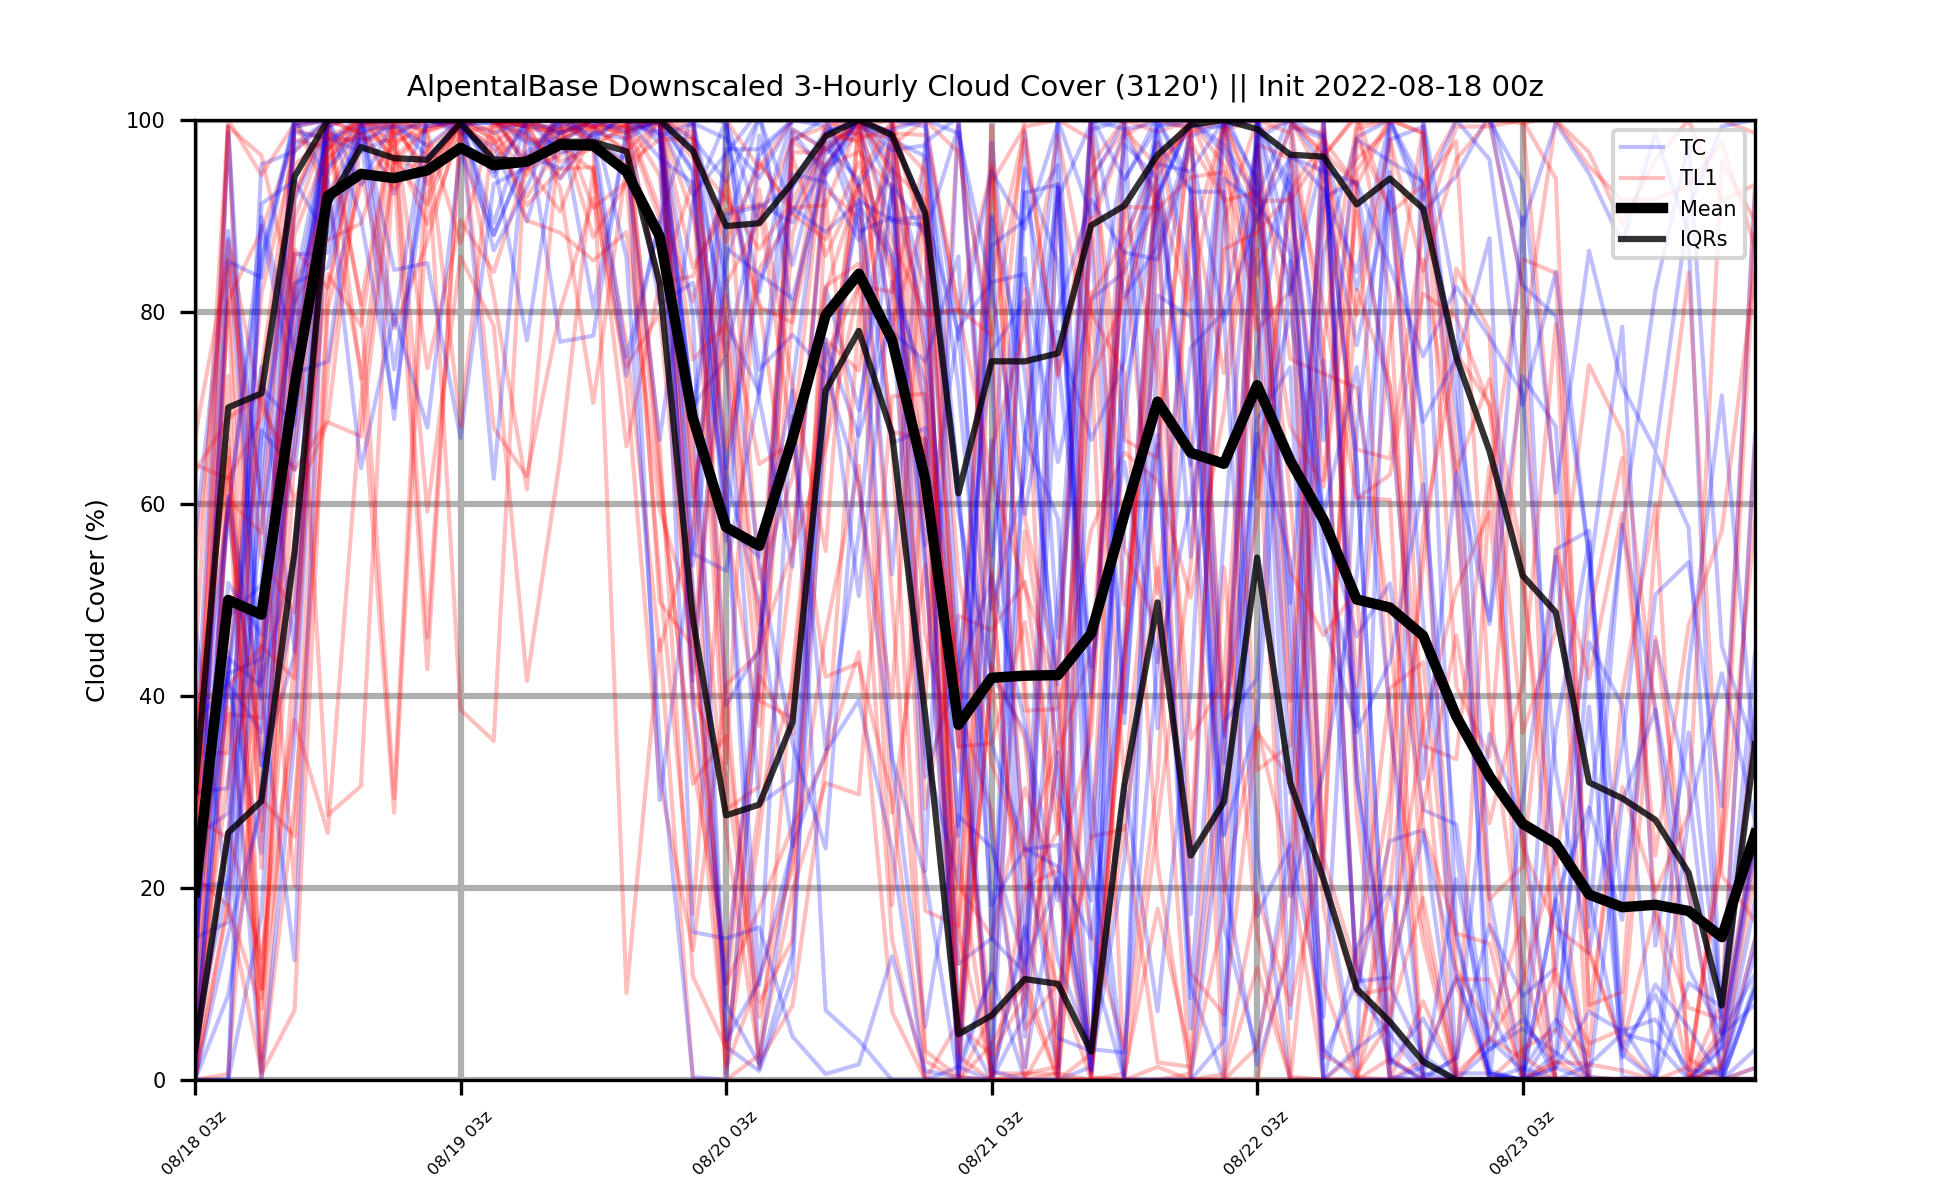 AlpentalBase Downscaled 3-Hourly Cloud Cover (3120') || Init 2022-08-18 00z
Cloud Cover (%)
100
80
60
40
20
0
TC
TL1
Mean
IQRs
08/18 03z
08/19 03z
08/20 03z
08/21 03z
08/22 03z
08/23 03z